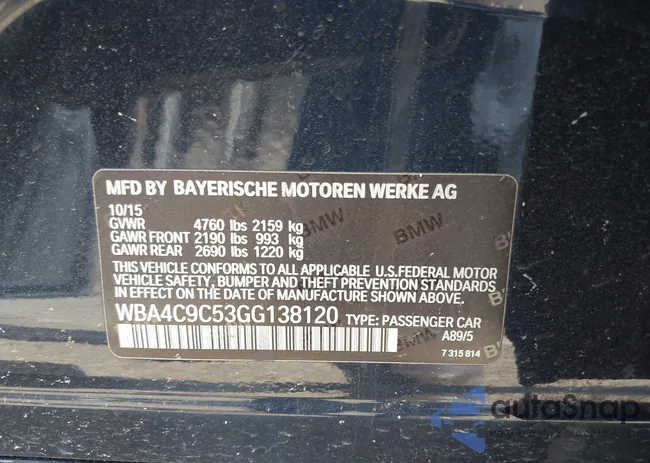 MFD BY BAYERISCHE MOTOREN WERKE AG
10/15
GVWR 4760 lbs 2159 kg
GAWR FRONT 2190 lbs 993 kg
GAWR REAR 2690 lbs 1220 kg
THIS VEHICLE CONFORMS TO ALL APPLICABLE U.S.FEDERAL MOTOR
VEHICLE SAFETY, BUMPER AND THEFT PREVENTION STANDARDS
IN EFFECT ON THE DATE OF MANUFACTURE SHOWN ABOVE.
WBA4C9C53GG138120 TYPE: PASSENGER CAR
A89/5
7 315 814
BMW
BMW
autoSnap